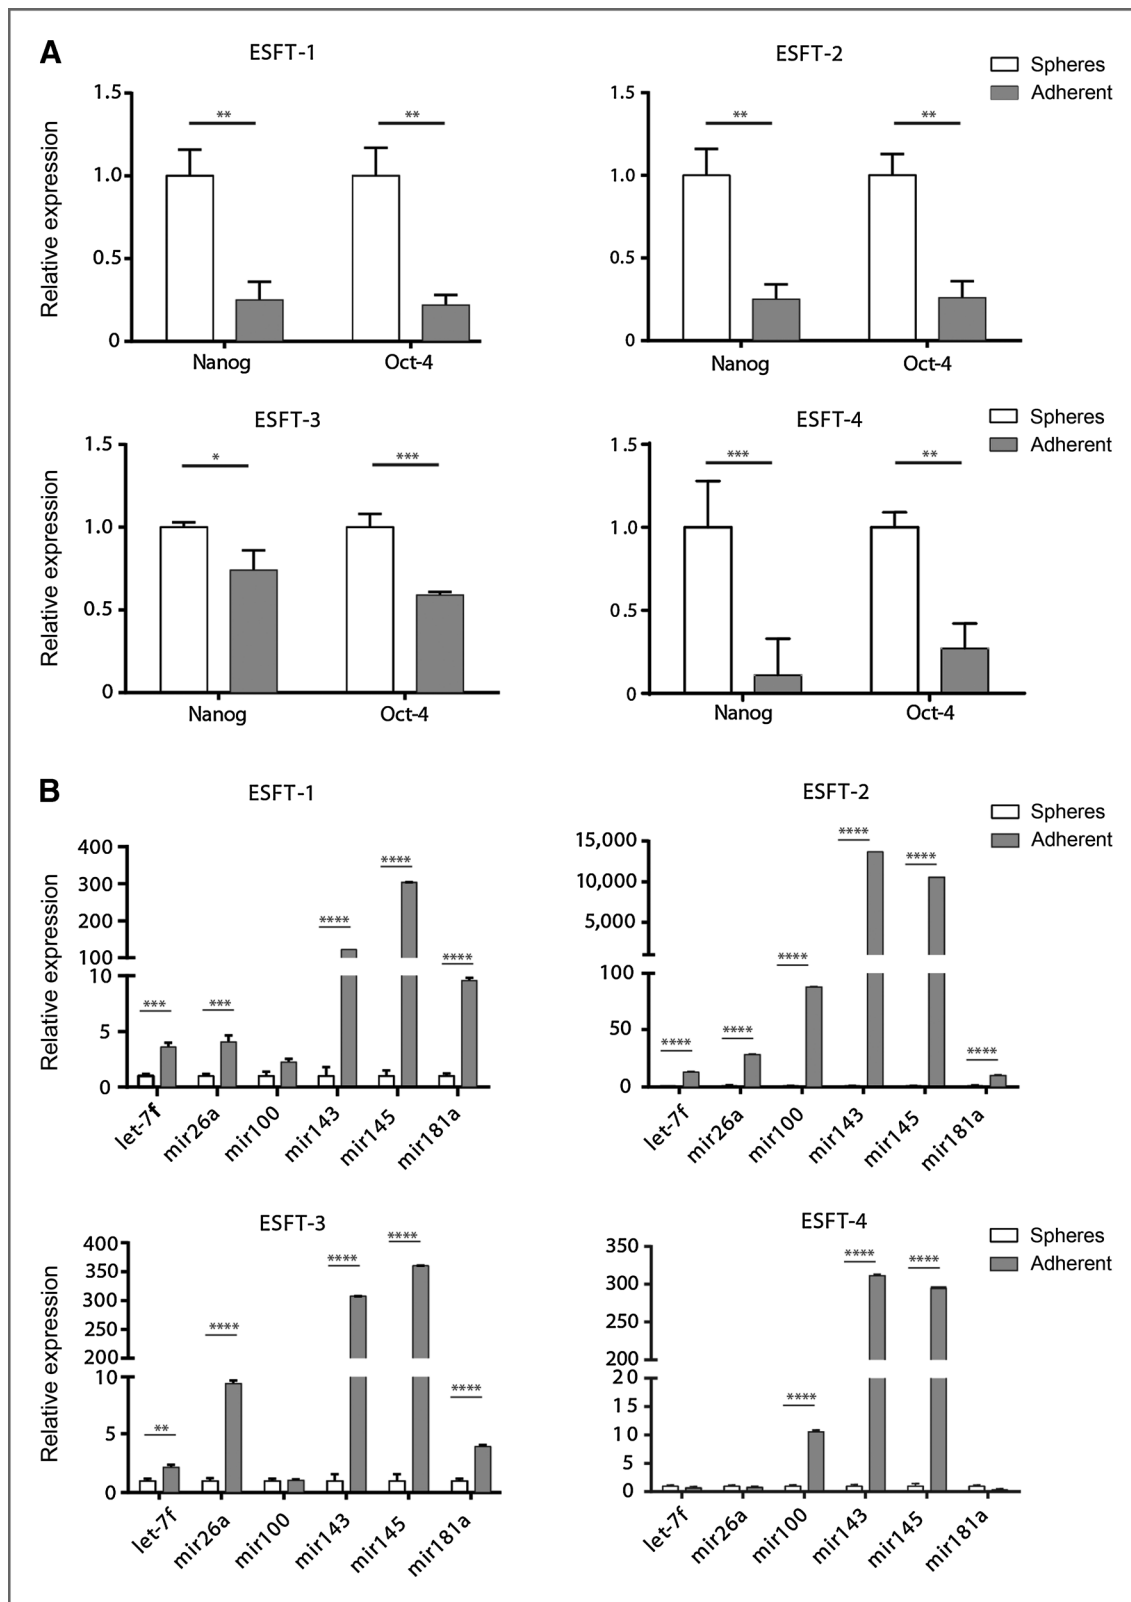 A
ESFT-1
ESFT-2
Spheres
Adherent
Relative expression
1.5
1.0
0.5
0
** **
Nanog Oct-4
1.5
1.0
0.5
0
** **
Nanog Oct-4
ESFT-3
ESFT-4
Spheres
Adherent
Relative expression
1.5
1.0
0.5
0
* ***
Nanog Oct-4
1.5
1.0
0.5
0
*** **
Nanog Oct-4
B
ESFT-1
ESFT-2
Spheres
Adherent
Relative expression
400
300
200
100
10
5
0
*** *** **** **** ****
let-7f mir26a mir100 mir143 mir145 mir181a
15,000
10,000
5,000
100
50
0
**** **** **** **** **** ****
let-7f mir26a mir100 mir143 mir145 mir181a
ESFT-3
ESFT-4
Spheres
Adherent
Relative expression
400
350
300
250
200
10
5
0
** **** **** **** ****
let-7f mir26a mir100 mir143 mir145 mir181a
350
300
250
200
20
15
10
5
0
**** **** ****
let-7f mir26a mir100 mir143 mir145 mir181a